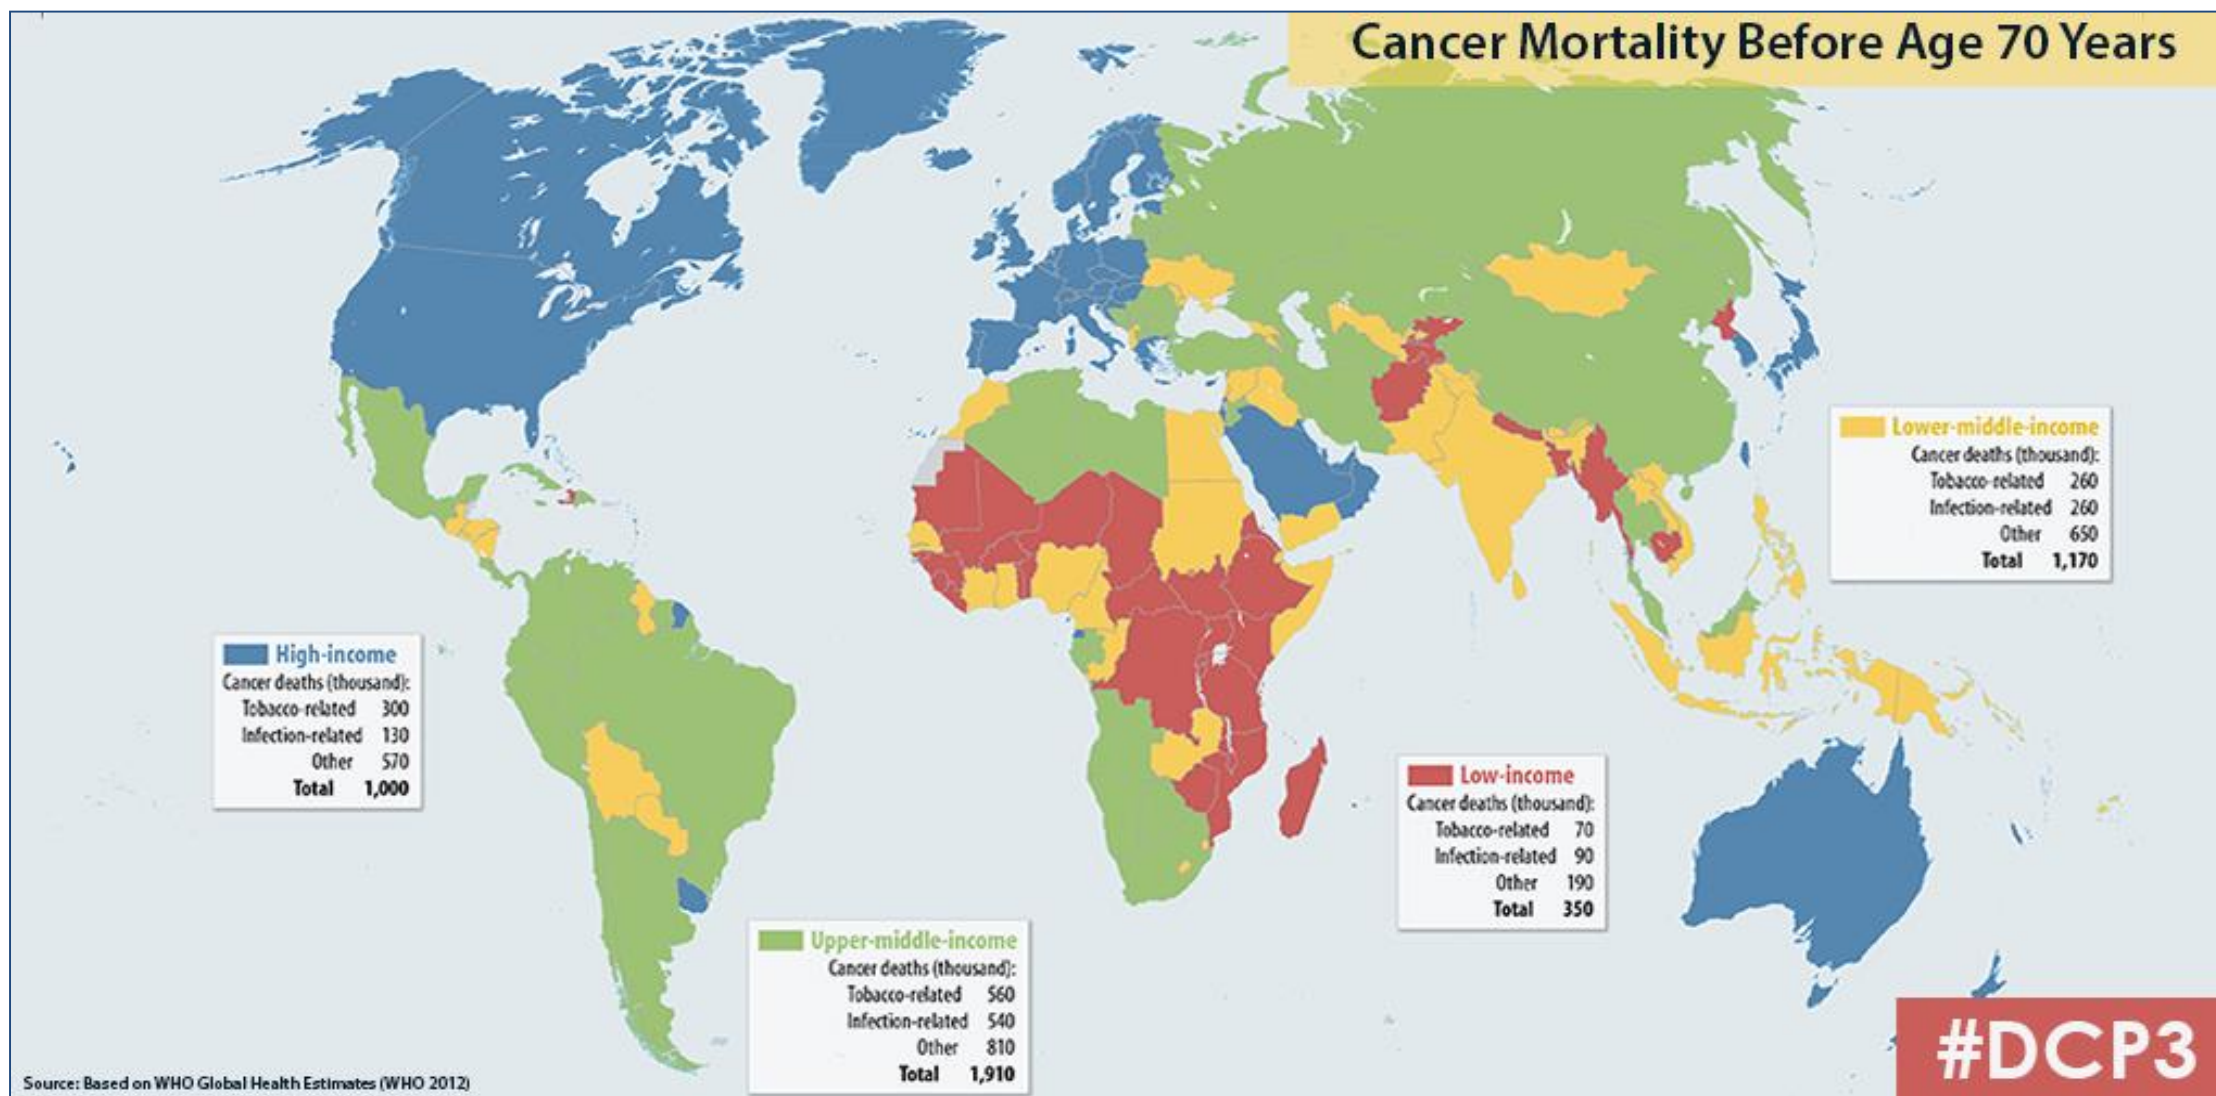 Cancer Mortality Before Age 70 Years
Lower-middle-income
Cancer deaths (thousand):
Tobacco-related 260
Infection-related 260
Other 650
Total 1,170
High-income
Cancer deaths (thousand):
Tobacco-related 300
Infection-related 130
Other 570
Total 1,000
Low-income
Cancer deaths (thousand):
Tobacco-related 70
Infection-related 90
Other 190
Total 350
Upper-middle-income
Cancer deaths (thousand):
Tobacco-related 560
Infection-related 540
Other 810
Total 1,910
Source: Based on WHO Global Health Estimates (WHO 2012)
#DCP3